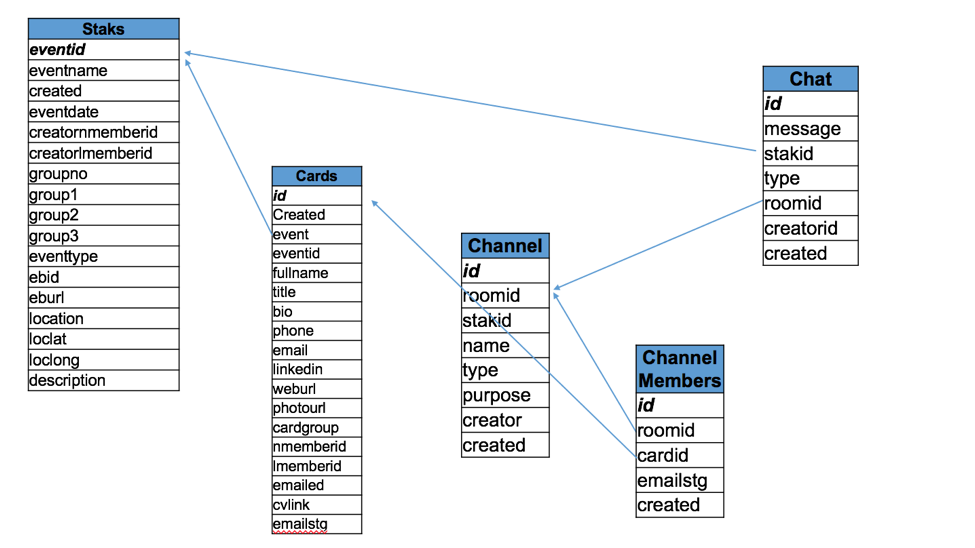 Staks
eventid
eventname
created
eventdate
creatornmemberid
creatorlmemberid
groupno
group1
group2
group3
eventtype
ebid
eburl
location
loclat
loclong
description
Cards
id
Created
event
eventid
fullname
title
bio
phone
email
linkedin
weburl
photourl
cardgroup
nmemberid
lmemberid
emailed
cvlink
emailstg
Channel
id
roomid
stakid
name
type
purpose
creator
created
Channel
Members
id
roomid
cardid
emailstg
created
Chat
id
message
stakid
type
roomid
creatorid
created